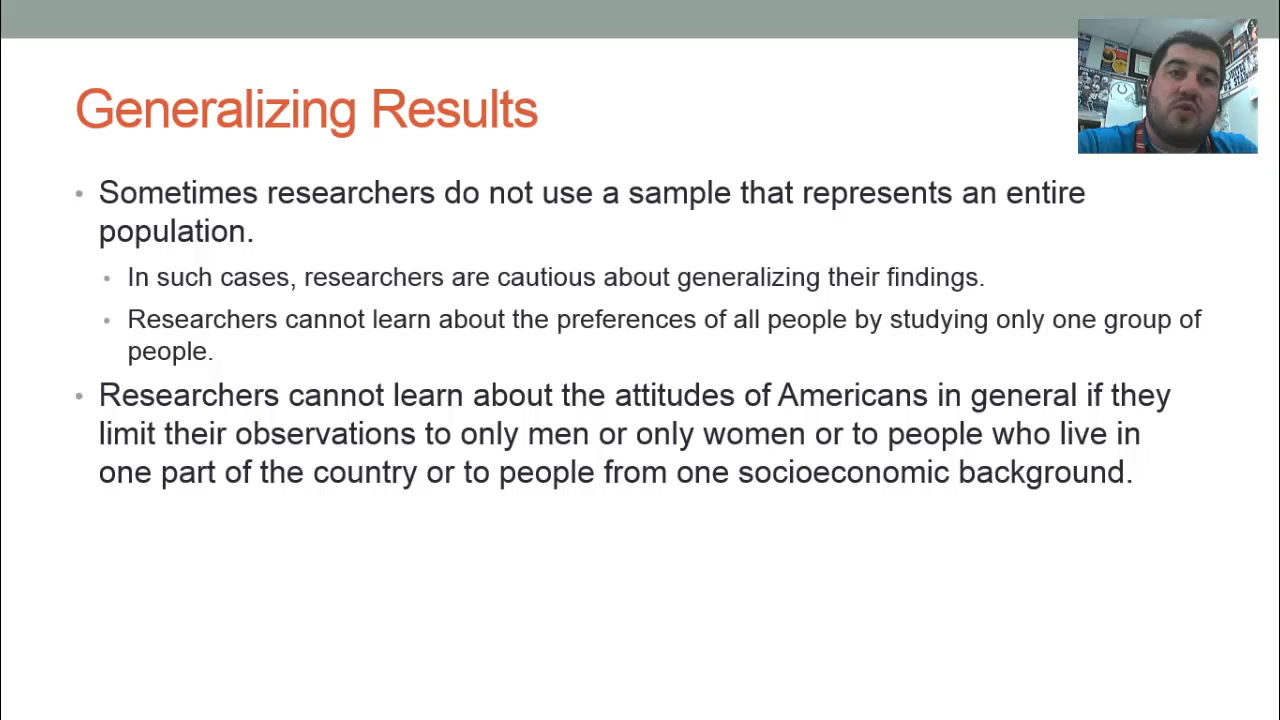 Generalizing Results
• Sometimes researchers do not use a sample that represents an entire
population.
• In such cases, researchers are cautious about generalizing their findings.
• Researchers cannot learn about the preferences of all people by studying only one group of
people.
• Researchers cannot learn about the attitudes of Americans in general if they
limit their observations to only men or only women or to people who live in
one part of the country or to people from one socioeconomic background.